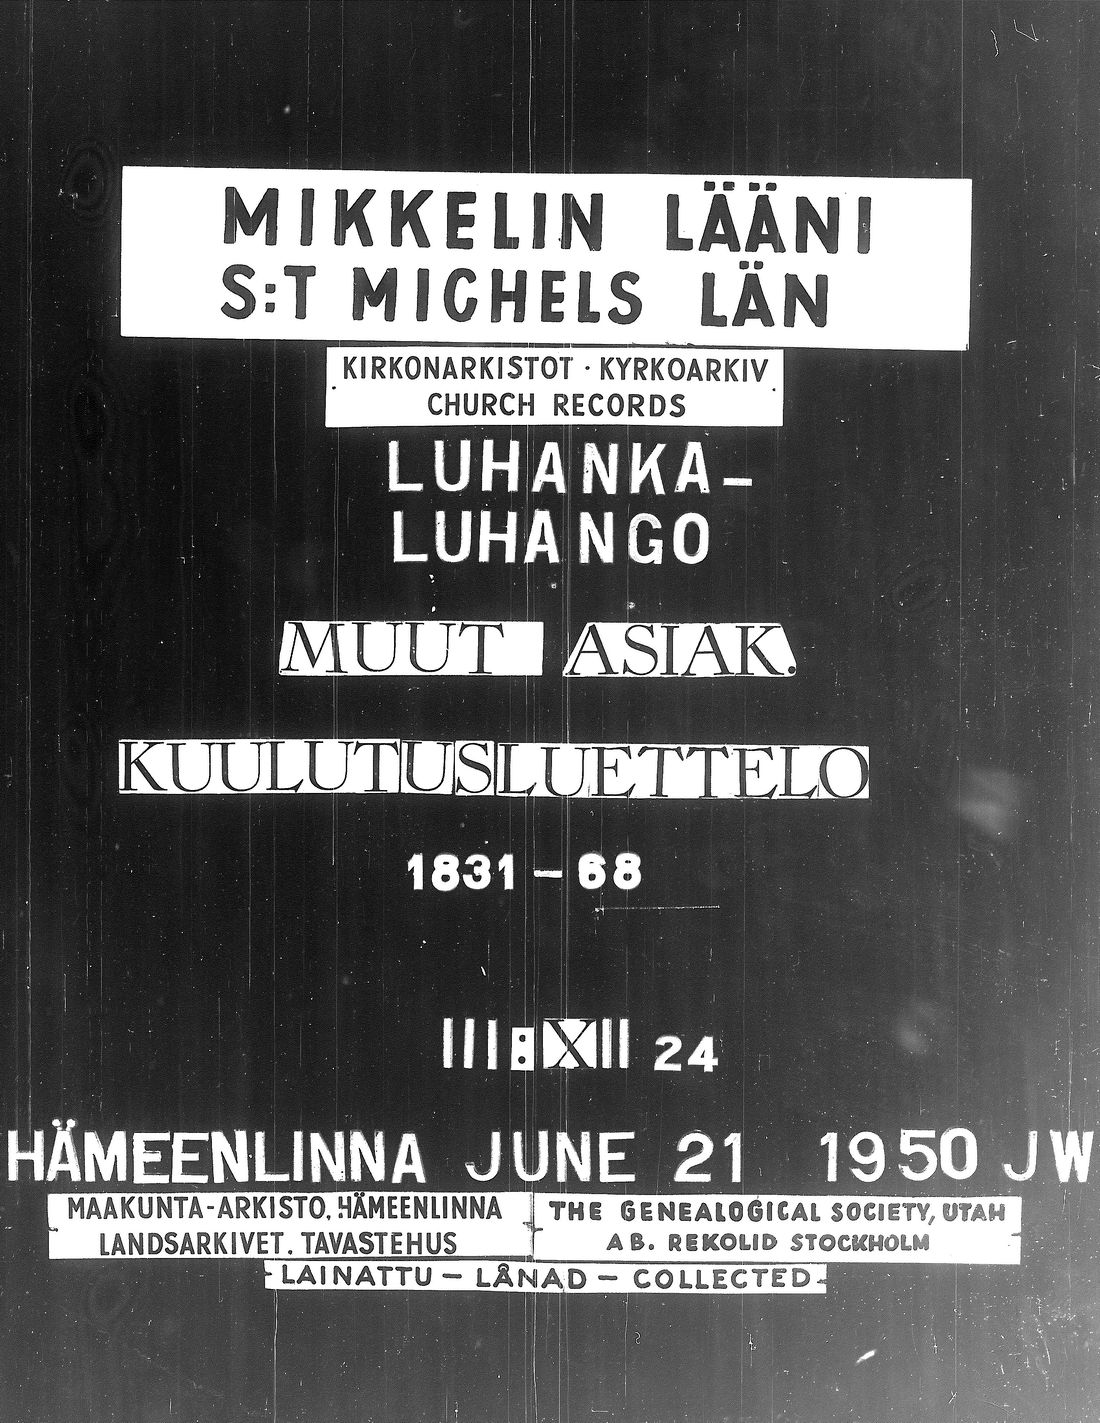 MIKKELIN LÄÄNI
S:T MICHELS LÄN
KIRKONARKISTOT · KYRKOARKIV
CHURCH RECORDS
LUHANKA–
LUHANGO
MUUT ASIAK.
KUULUTUSLUETTELO
1831–68
III:XII 24
HÄMEENLINNA JUNE 21 1950 JW
MAAKUNTA-ARKISTO, HÄMEENLINNA
LANDSARKIVET. TAVASTEHUS
THE GENEALOGICAL SOCIETY, UTAH
AB. REKOLID STOCKHOLM
LAINATTU – LÅNAD – COLLECTED